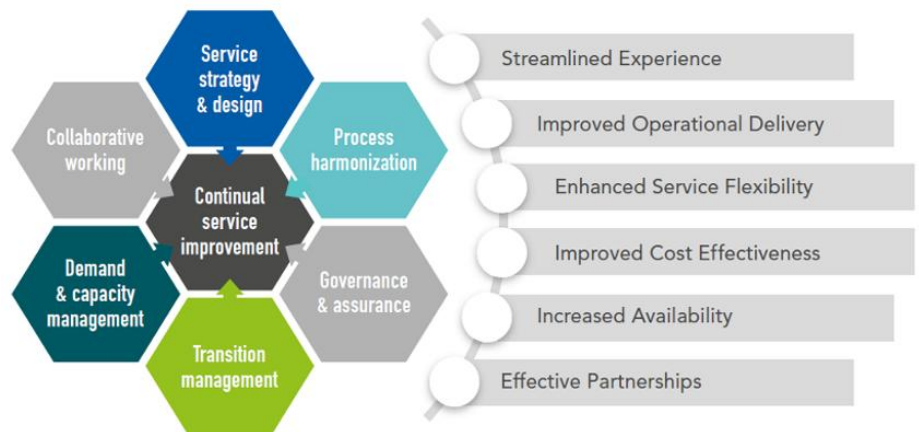 Service
strategy
& design
Collaborative
working
Process
harmonization
Continual
service
improvement
Demand
& capacity
management
Governance
& assurance
Transition
management
Streamlined Experience
Improved Operational Delivery
Enhanced Service Flexibility
Improved Cost Effectiveness
Increased Availability
Effective Partnerships